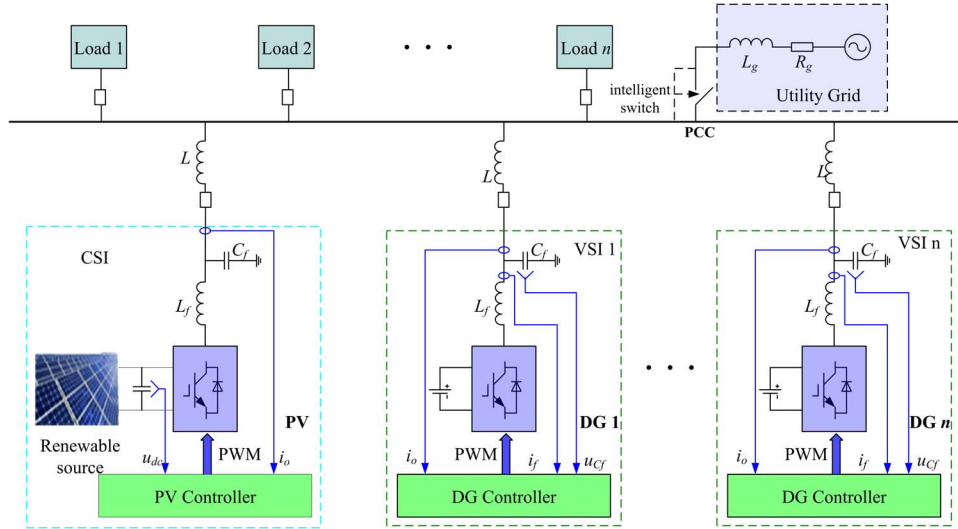 Load 1
Load 2
· · ·
Load n
intelligent
switch
L_g
R_g
Utility Grid
PCC
L
L
L
CSI
C_f
L_f
PV
Renewable
source
u_dc
PWM
i_o
PV Controller
VSI 1
C_f
L_f
DG 1
i_o
PWM
i_f
u_Cf
DG Controller
· · ·
VSI n
C_f
L_f
DG n
i_o
PWM
i_f
u_Cf
DG Controller